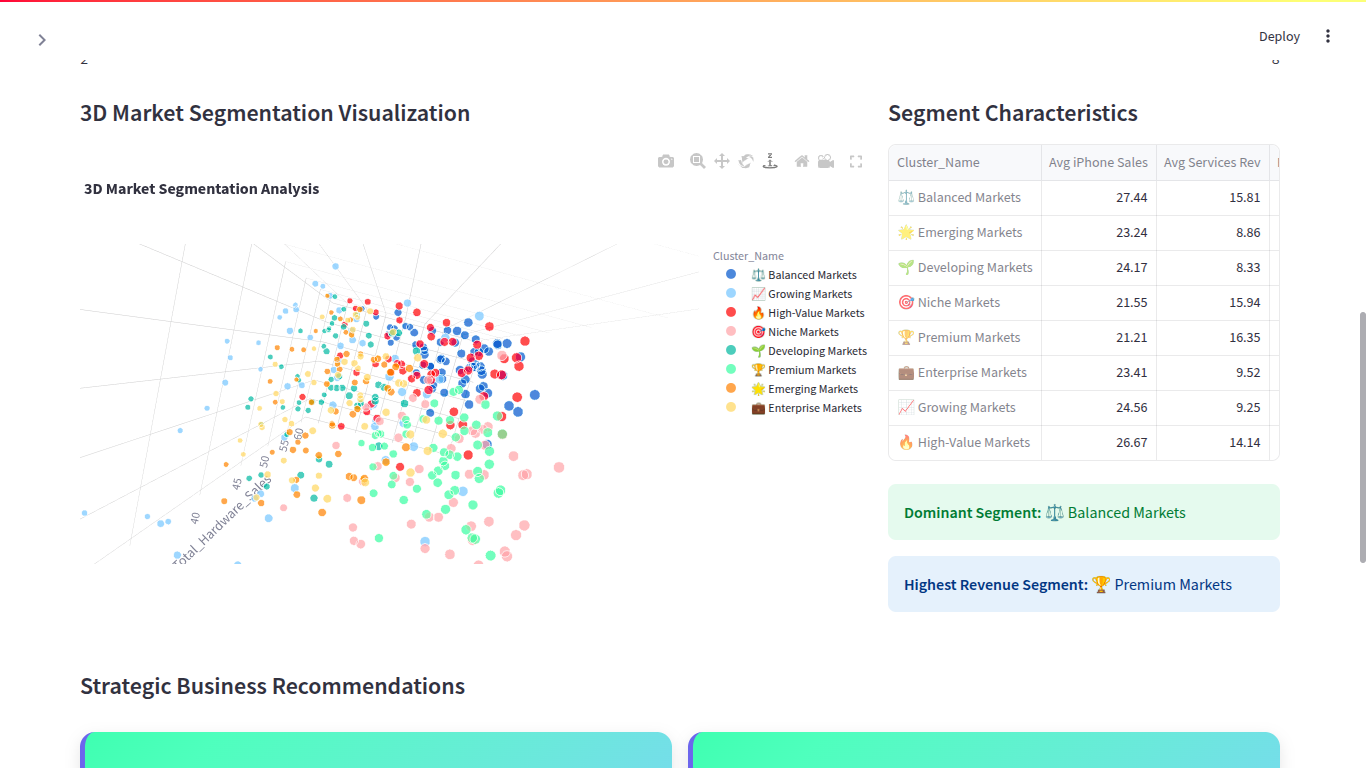 Deploy
2
8
3D Market Segmentation Visualization
3D Market Segmentation Analysis
60
55
50
45
40
Total_Hardware_Sales
Cluster_Name
⚖️ Balanced Markets
📈 Growing Markets
🔥 High-Value Markets
🎯 Niche Markets
🌱 Developing Markets
🏆 Premium Markets
🌟 Emerging Markets
💼 Enterprise Markets
Segment Characteristics
Cluster_Name Avg iPhone Sales Avg Services Rev
⚖️ Balanced Markets 27.44 15.81
🌟 Emerging Markets 23.24 8.86
🌱 Developing Markets 24.17 8.33
🎯 Niche Markets 21.55 15.94
🏆 Premium Markets 21.21 16.35
💼 Enterprise Markets 23.41 9.52
📈 Growing Markets 24.56 9.25
🔥 High-Value Markets 26.67 14.14
Dominant Segment: ⚖️ Balanced Markets
Highest Revenue Segment: 🏆 Premium Markets
Strategic Business Recommendations